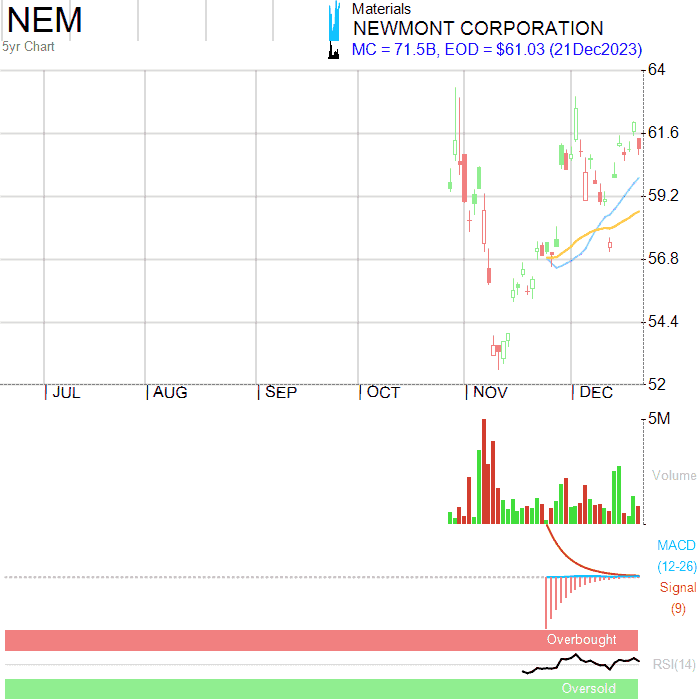 NEM
5yr Chart
Materials
NEWMONT CORPORATION
MC = 71.5B, EOD = $61.03 (21Dec2023)
64
61.6
59.2
56.8
54.4
52
JUL AUG SEP OCT NOV DEC
5M
Volume
MACD
(12-26)
Signal
(9)
Overbought
RSI(14)
Oversold